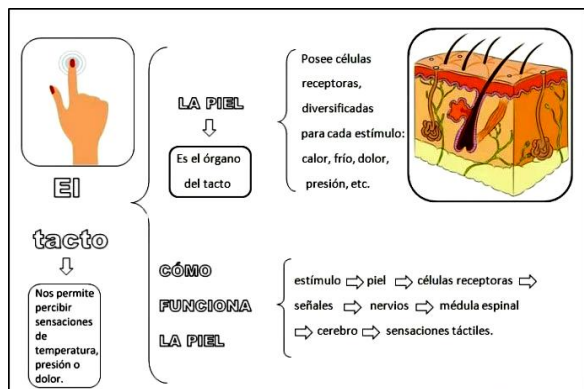 El
tacto
Nos permite
percibir
sensaciones
de
temperatura,
presión o
dolor.
LA PIEL
Es el órgano
del tacto
Posee células
receptoras,
diversificadas
para cada estímulo:
calor, frío, dolor,
presión, etc.
CÓMO
FUNCIONA
LA PIEL
estímulo ⇨ piel ⇨ células receptoras ⇨
señales ⇨ nervios ⇨ médula espinal
⇨ cerebro ⇨ sensaciones táctiles.